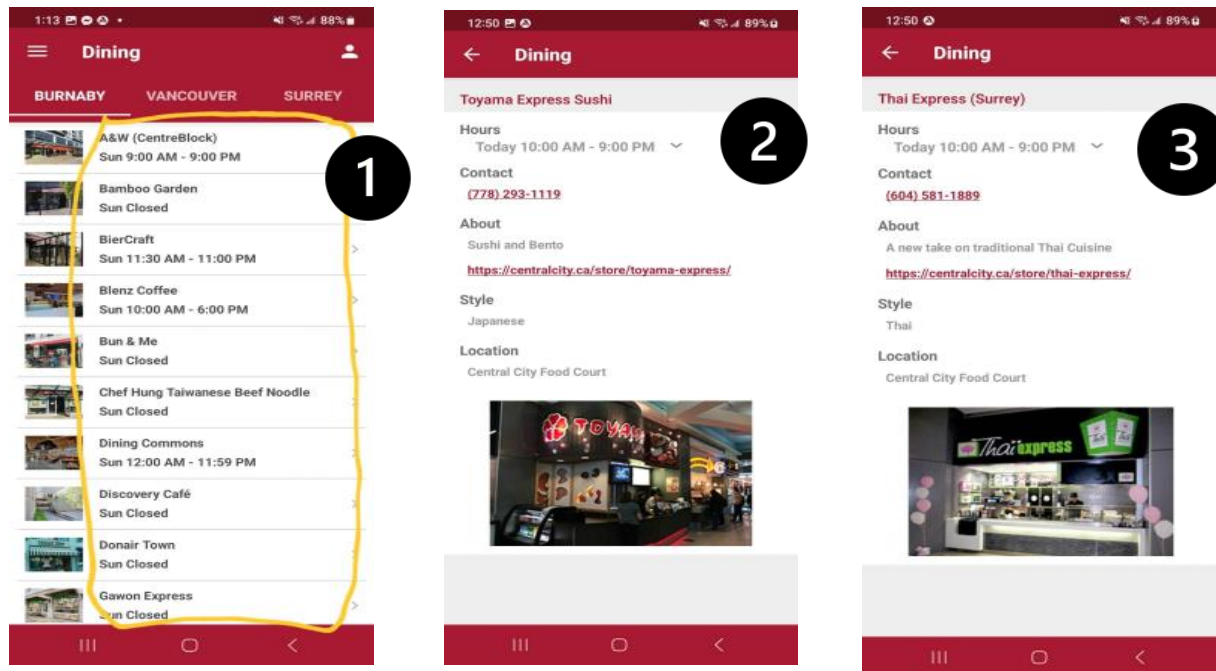 1:13 88%
Dining
BURNABY VANCOUVER SURREY
A&W (CentreBlock)
Sun 9:00 AM - 9:00 PM
1
Bamboo Garden
Sun Closed
BierCraft
Sun 11:30 AM - 11:00 PM
Blenz Coffee
Sun 10:00 AM - 6:00 PM
Bun & Me
Sun Closed
Chef Hung Taiwanese Beef Noodle
Sun Closed
Dining Commons
Sun 12:00 AM - 11:59 PM
Discovery Café
Sun Closed
Donair Town
Sun Closed
Gawon Express
Sun Closed
12:50 89%
Dining
Toyama Express Sushi
2
Hours
Today 10:00 AM - 9:00 PM
Contact
(778) 293-1119
About
Sushi and Bento
https://centralcity.ca/store/toyama-express/
Style
Japanese
Location
Central City Food Court
TOYAMA
12:50 89%
Dining
Thai Express (Surrey)
3
Hours
Today 10:00 AM - 9:00 PM
Contact
(604) 581-1889
About
A new take on traditional Thai Cuisine
https://centralcity.ca/store/thai-express/
Style
Thai
Location
Central City Food Court
Thaïexpress